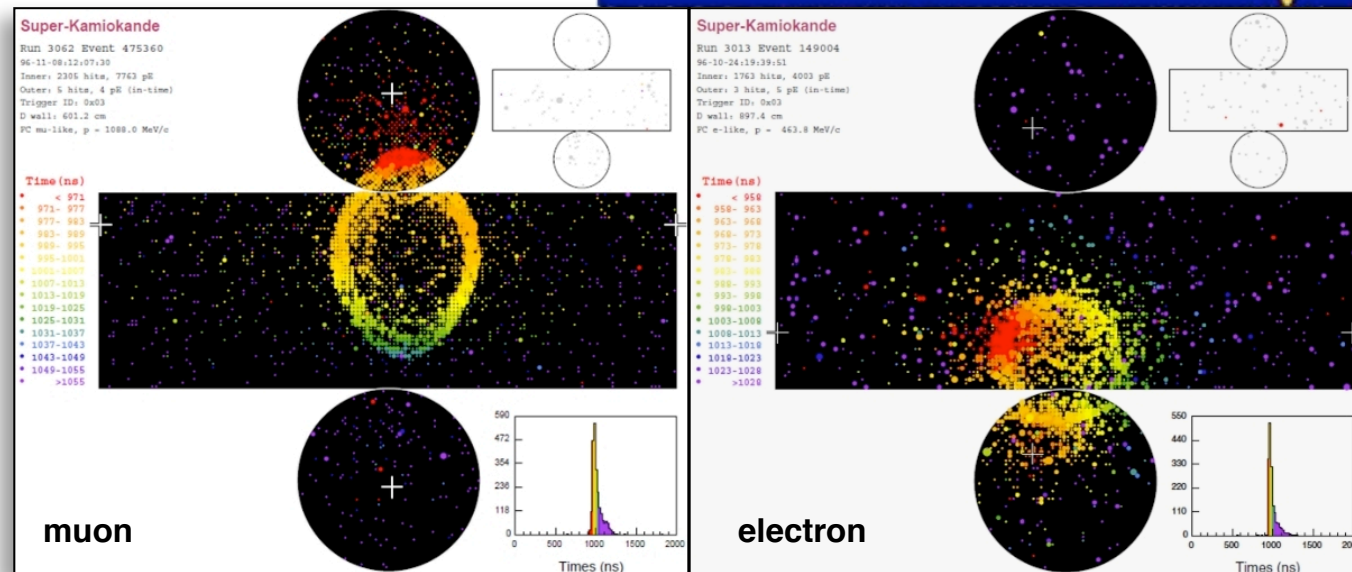 Super-Kamiokande
Run 3062 Event 475360
96-11-08:12:07:30
Inner: 2305 hits, 7763 pE
Outer: 5 hits, 4 pE (in-time)
Trigger ID: 0x03
D wall: 601.2 cm
FC mu-like, p = 1088.0 MeV/c
Time(ns)
< 971
971- 977
977- 983
983- 989
989- 995
995-1001
1001-1007
1007-1013
1013-1019
1019-1025
1025-1031
1031-1037
1037-1043
1043-1049
1049-1055
>1055
590
472
354
236
118
0
0 500 1000 1500 2000
Times (ns)
muon
Super-Kamiokande
Run 3013 Event 149004
96-10-24:19:39:51
Inner: 1763 hits, 4003 pE
Outer: 3 hits, 5 pE (in-time)
Trigger ID: 0x03
D wall: 897.4 cm
FC e-like, p = 463.8 MeV/c
Time(ns)
< 958
958- 963
963- 968
968- 973
973- 978
978- 983
983- 988
988- 993
993- 998
998-1003
1003-1008
1008-1013
1013-1018
1018-1023
1023-1028
>1028
550
440
330
220
110
0
0 500 1000 1500
Times (ns)
electron